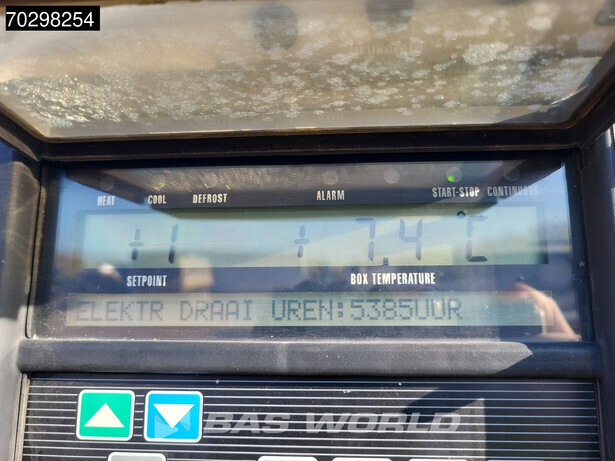 70298254
HEAT COOL DEFROST ALARM START-STOP CONTINUOUS
+1 +7.4°C
SETPOINT BOX TEMPERATURE
ELEKTR DRAAI UREN:5385UUR
BAS WORLD